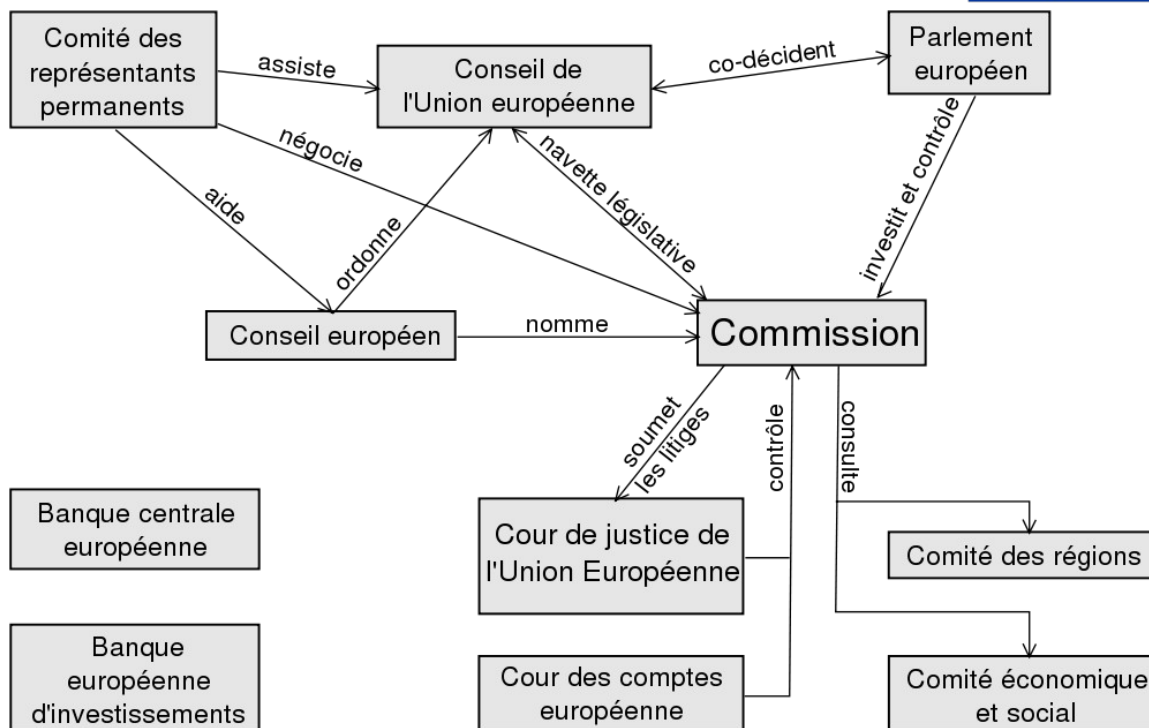 Comité des
représentants
permanents
assiste
Conseil de
l'Union européenne
co-décident
Parlement
européen
négocie
navette législative
investit et contrôle
aide
ordonne
Conseil européen
nomme
Commission
soumet
les litiges
contrôle
consulte
Banque centrale
européenne
Cour de justice de
l'Union Européenne
Comité des régions
Banque
européenne
d'investissements
Cour des comptes
européenne
Comité économique
et social